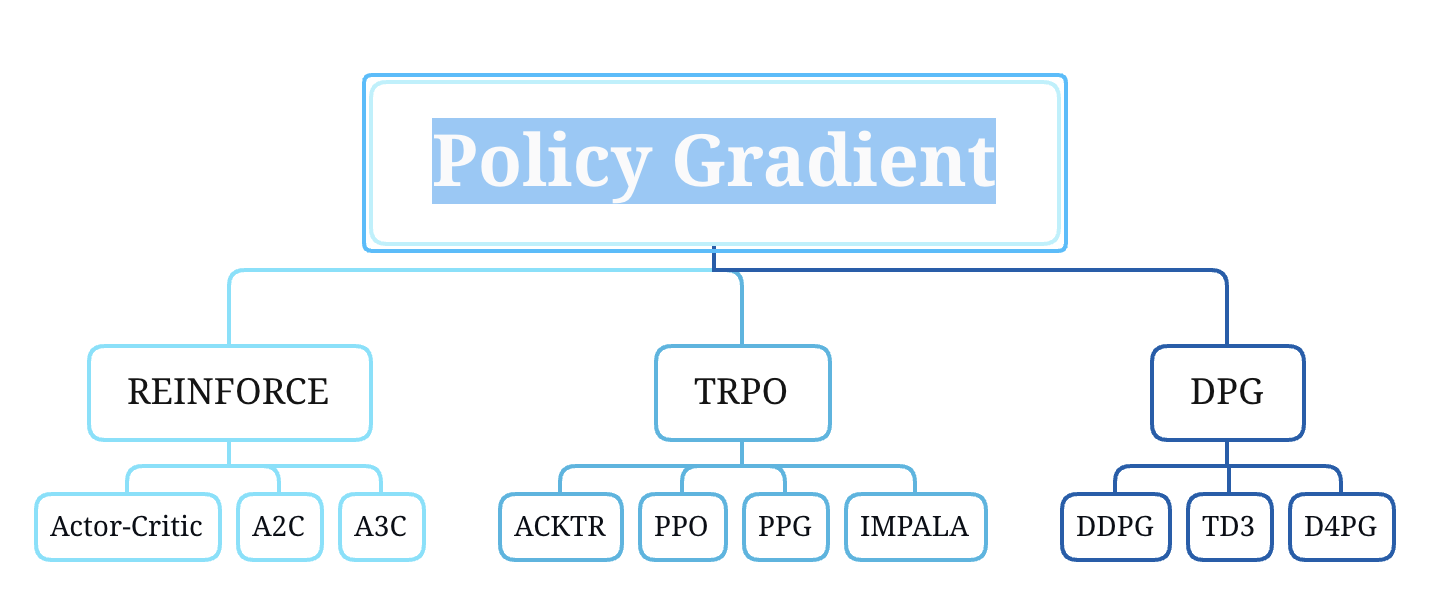 Policy Gradient
REINFORCE
TRPO
DPG
Actor-Critic
A2C
A3C
ACKTR
PPO
PPG
IMPALA
DDPG
TD3
D4PG